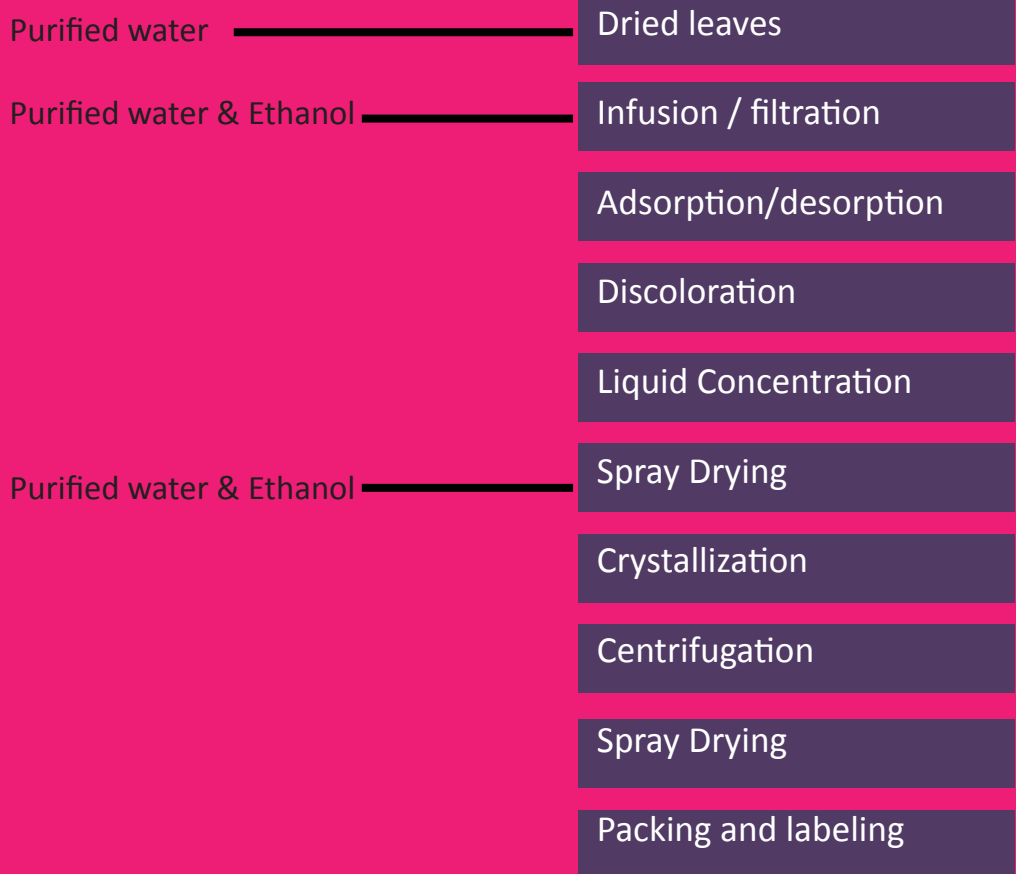 Purified water
Dried leaves
Purified water & Ethanol
Infusion / filtration
Adsorption/desorption
Discoloration
Liquid Concentration
Purified water & Ethanol
Spray Drying
Crystallization
Centrifugation
Spray Drying
Packing and labeling